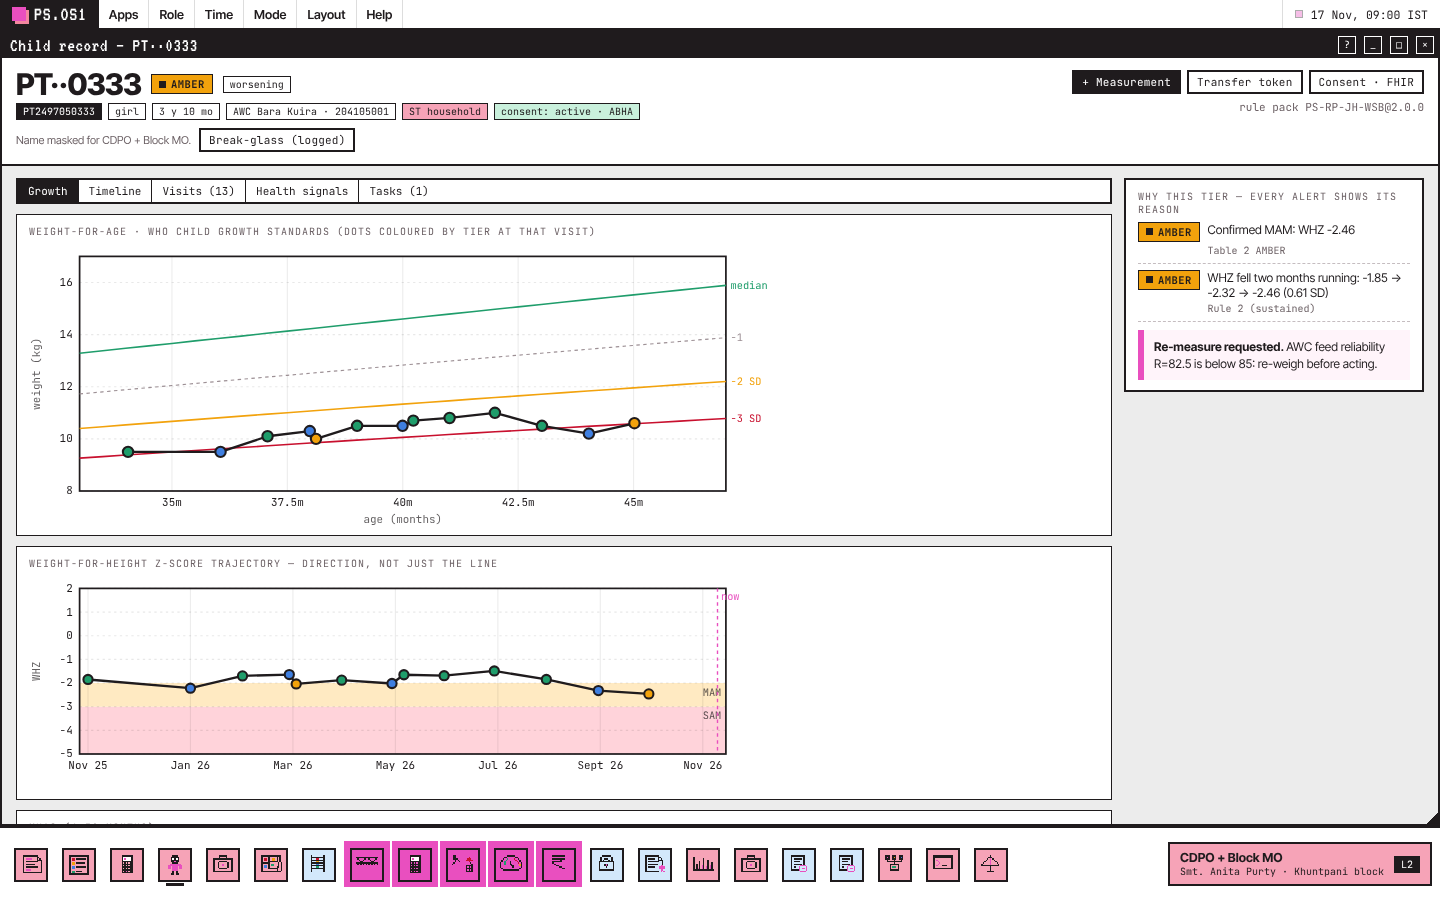 PS.OS1 Apps Role Time Mode Layout Help 17 Nov, 09:00 IST
Child record — PT··0333 ? _ □ ×
PT··0333 AMBER worsening + Measurement Transfer token Consent · FHIR
PT2497050333 girl 3 y 10 mo AWC Bara Kuira · 204105001 ST household consent: active · ABHA rule pack PS-RP-JH-WSB@2.0.0
Name masked for CDPO + Block MO. Break-glass (logged)
Growth Timeline Visits (13) Health signals Tasks (1)
WEIGHT-FOR-AGE · WHO CHILD GROWTH STANDARDS (DOTS COLOURED BY TIER AT THAT VISIT)
16
14
12
10
8
weight (kg)
median
-1
-2 SD
-3 SD
35m 37.5m 40m 42.5m 45m
age (months)
WEIGHT-FOR-HEIGHT Z-SCORE TRAJECTORY — DIRECTION, NOT JUST THE LINE
2
1
0
-1
-2
-3
-4
-5
WHZ
now
MAM
SAM
Nov 25 Jan 26 Mar 26 May 26 Jul 26 Sept 26 Nov 26
WHY THIS TIER — EVERY ALERT SHOWS ITS
REASON
AMBER Confirmed MAM: WHZ -2.46
Table 2 AMBER
AMBER WHZ fell two months running: -1.85 →
-2.32 → -2.46 (0.61 SD)
Rule 2 (sustained)
Re-measure requested. AWC feed reliability
R=82.5 is below 85: re-weigh before acting.
CDPO + Block MO
Smt. Anita Purty · Khuntpani block L2